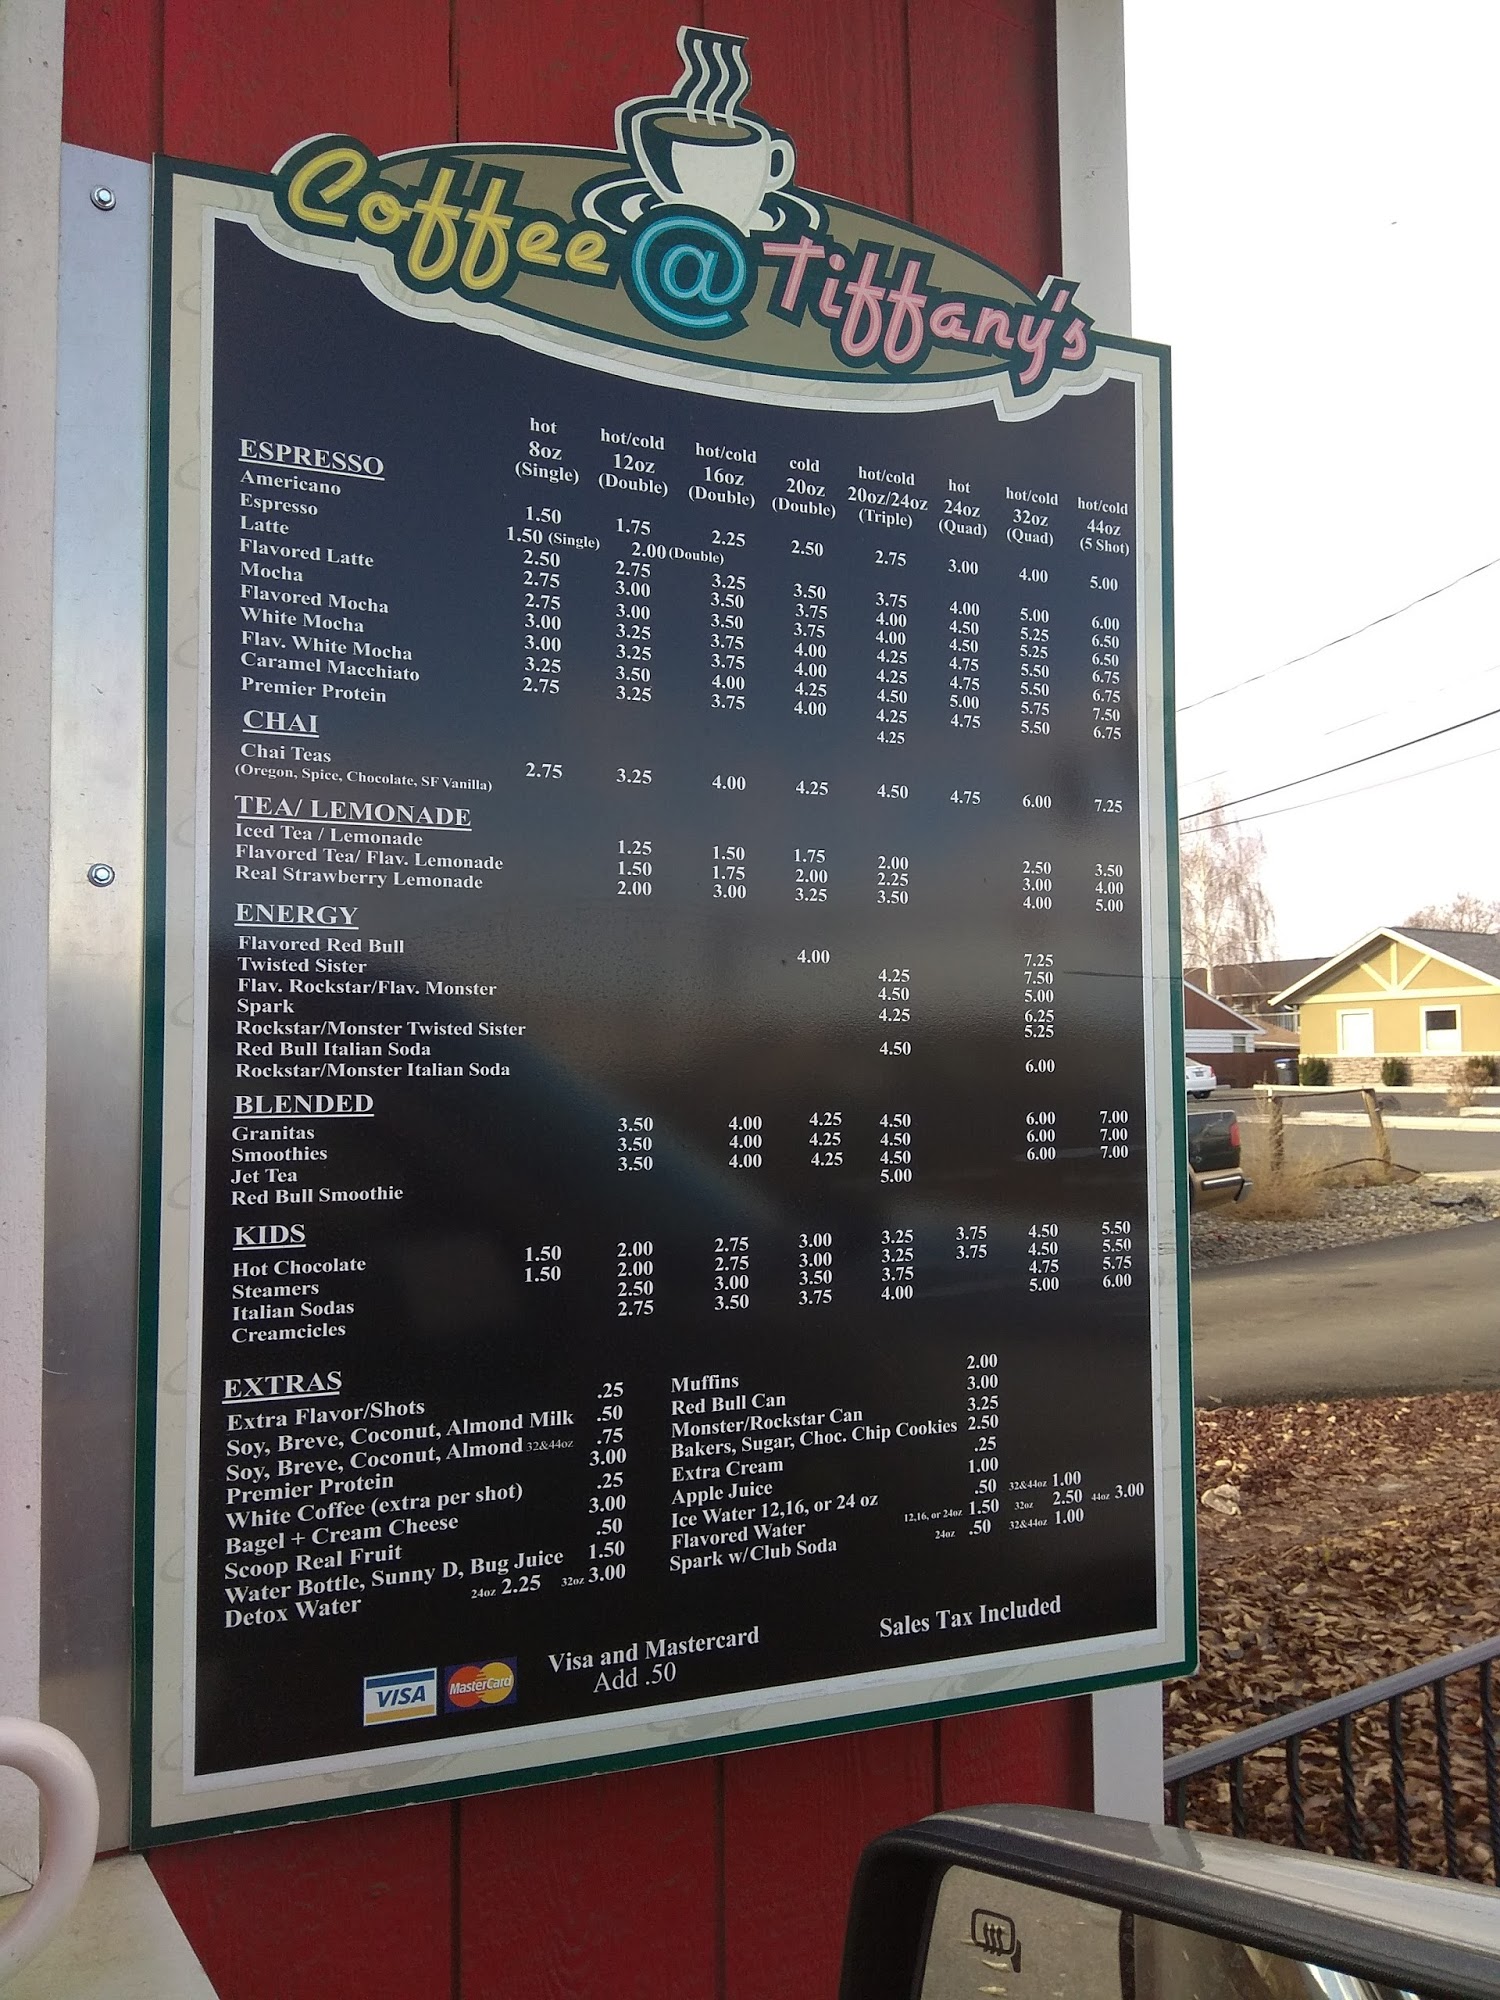 Coffee @ Tiffany's
hot hot/cold hot/cold cold hot/cold hot hot/cold hot/cold
8oz 12oz 16oz 20oz 20oz/24oz 24oz 32oz 44oz
(Single) (Double) (Double) (Double) (Triple) (Quad) (Quad) (5 Shot)
ESPRESSO
Americano 1.50 1.75 2.25 2.50 2.75 3.00 4.00 5.00
Espresso 1.50 (Single) 2.00 (Double)
Latte 2.50 2.75 3.25 3.50 3.75 4.00 5.00 6.00
Flavored Latte 2.75 3.00 3.50 3.75 4.00 4.50 5.25 6.50
Mocha 2.75 3.00 3.50 3.75 4.00 4.50 5.25 6.50
Flavored Mocha 3.00 3.25 3.75 4.00 4.25 4.75 5.50 6.75
White Mocha 3.00 3.25 3.75 4.00 4.25 4.75 5.50 6.75
Flav. White Mocha 3.25 3.50 4.00 4.25 4.50 5.00 5.75 7.50
Caramel Macchiato 2.75 3.25 3.75 4.00 4.25 4.75 5.50 6.75
Premier Protein 4.25
CHAI
Chai Teas 2.75 3.25 4.00 4.25 4.50 4.75 6.00 7.25
(Oregon, Spice, Chocolate, SF Vanilla)
TEA/ LEMONADE
Iced Tea / Lemonade 1.25 1.50 1.75 2.00 2.50 3.50
Flavored Tea/ Flav. Lemonade 1.50 1.75 2.00 2.25 3.00 4.00
Real Strawberry Lemonade 2.00 3.00 3.25 3.50 4.00 5.00
ENERGY
Flavored Red Bull 4.00 4.25 7.25
Twisted Sister 4.50 7.50
Flav. Rockstar/Flav. Monster 5.00
Spark 4.25 6.25
Rockstar/Monster Twisted Sister 5.25
Red Bull Italian Soda 4.50
Rockstar/Monster Italian Soda 6.00
BLENDED
Granitas 3.50 4.00 4.25 4.50 6.00 7.00
Smoothies 3.50 4.00 4.25 4.50 6.00 7.00
Jet Tea 3.50 4.00 4.25 4.50 6.00 7.00
Red Bull Smoothie 5.00
KIDS
Hot Chocolate 1.50 2.00 2.75 3.00 3.25 3.75 4.50 5.50
Steamers 1.50 2.00 2.75 3.00 3.25 3.75 4.50 5.50
Italian Sodas 2.50 3.00 3.50 3.75 4.75 5.75
Creamcicles 2.75 3.50 3.75 4.00 5.00 6.00
EXTRAS
Extra Flavor/Shots .25
Soy, Breve, Coconut, Almond Milk .50
Soy, Breve, Coconut, Almond 32&44oz .75
Premier Protein 3.00
White Coffee (extra per shot) .25
Bagel + Cream Cheese 3.00
Scoop Real Fruit .50
Water Bottle, Sunny D, Bug Juice 1.50
Detox Water 24oz 2.25 32oz 3.00
Muffins 2.00
Red Bull Can 3.00
Monster/Rockstar Can 3.25
Bakers, Sugar, Choc. Chip Cookies 2.50
Extra Cream .25
Apple Juice 1.00
Ice Water 12,16, or 24 oz .50 32&44oz 1.00
Flavored Water 12,16, or 24oz 1.50 32oz 2.50 44oz 3.00
Spark w/Club Soda 24oz .50 32&44oz 1.00
VISA MasterCard
Visa and Mastercard
Add .50
Sales Tax Included